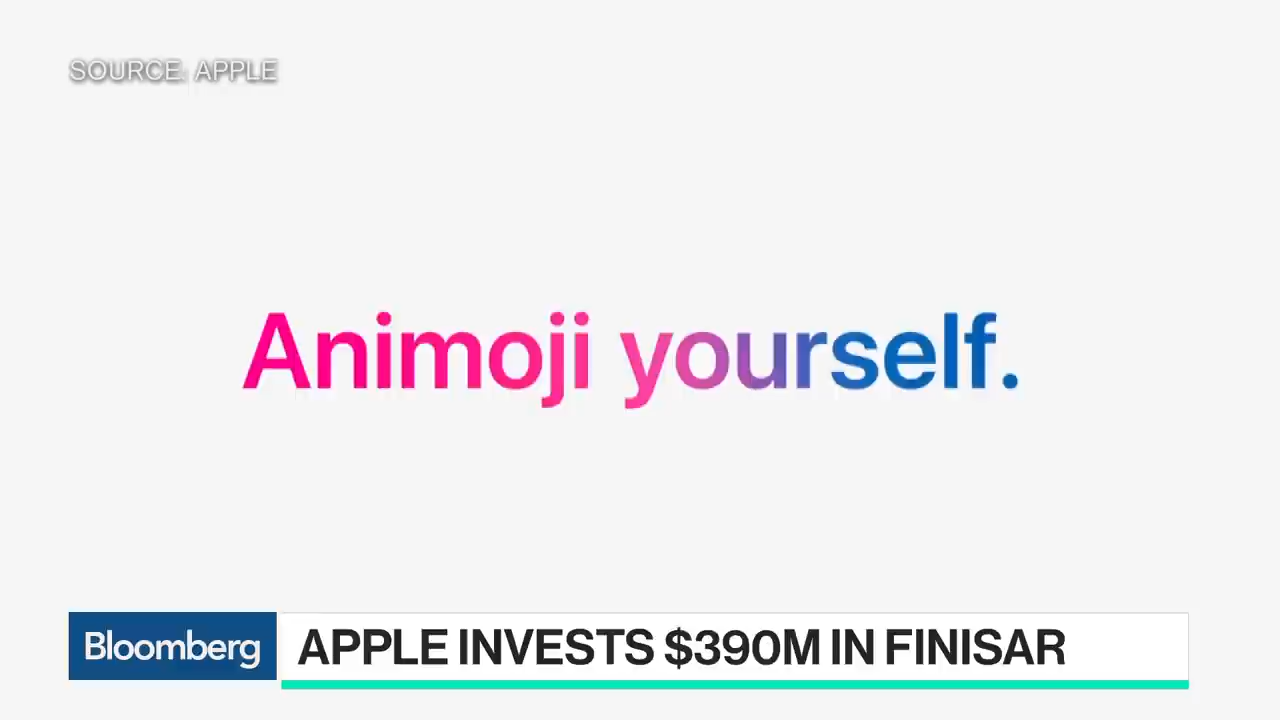 SOURCE: APPLE
Animoji yourself.
Bloomberg
APPLE INVESTS $390M IN FINISAR